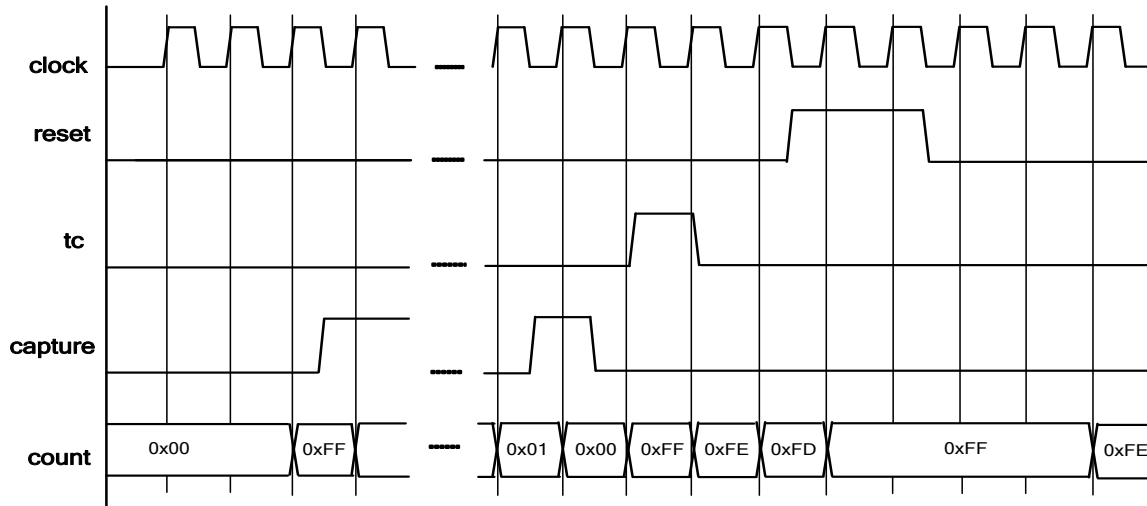 clock
reset
tc
capture
count
0x00
0xFF
0x01
0x00
0xFF
0xFE
0xFD
0xFF
0xFE